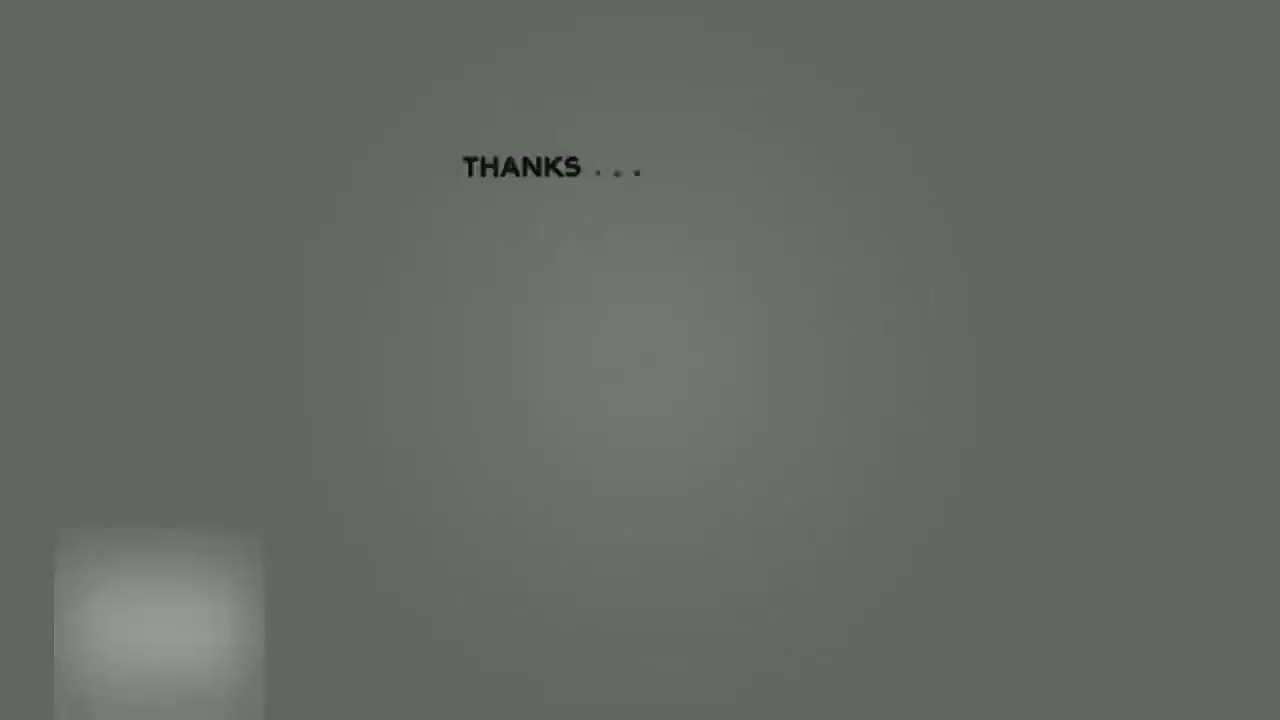 THANKS . . .